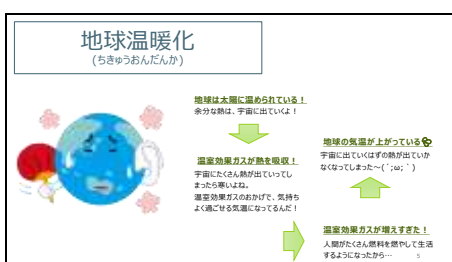 地球温暖化
(ちきゅうおんだんか)
地球は太陽に温められている！
余分な熱は、宇宙に出ていくよ！
温室効果ガスが熱を吸収！
宇宙にたくさん熱が出ていってし
まったら寒いよね。
温室効果ガスのおかげで、気持ち
よく過ごせる気温になってるんだ！
温室効果ガスが増えすぎた！
人間がたくさん燃料を燃やして生活
するようになったから…
地球の気温が上がっている
宇宙に出ていくはずの熱が出ていか
なくなってしまった～(´;ω;｀)
5